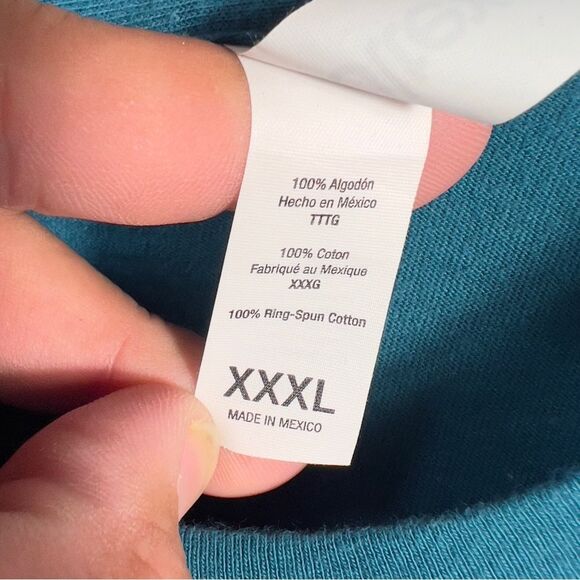 100% Algodón
Hecho en México
TTTG
100% Coton
Fabriqué au Mexique
XXXG
100% Ring-Spun Cotton
XXXL
MADE IN MEXICO